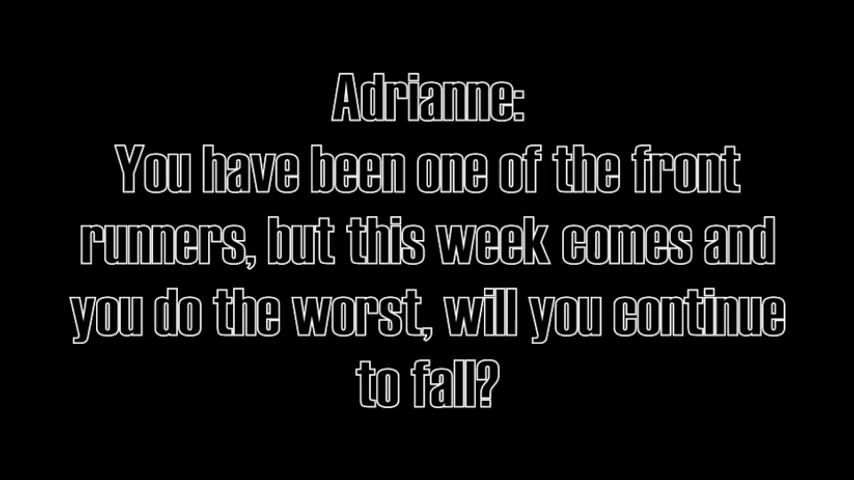 Adrianne:
You have been one of the front
runners, but this week comes and
you do the worst, will you continue
to fall?